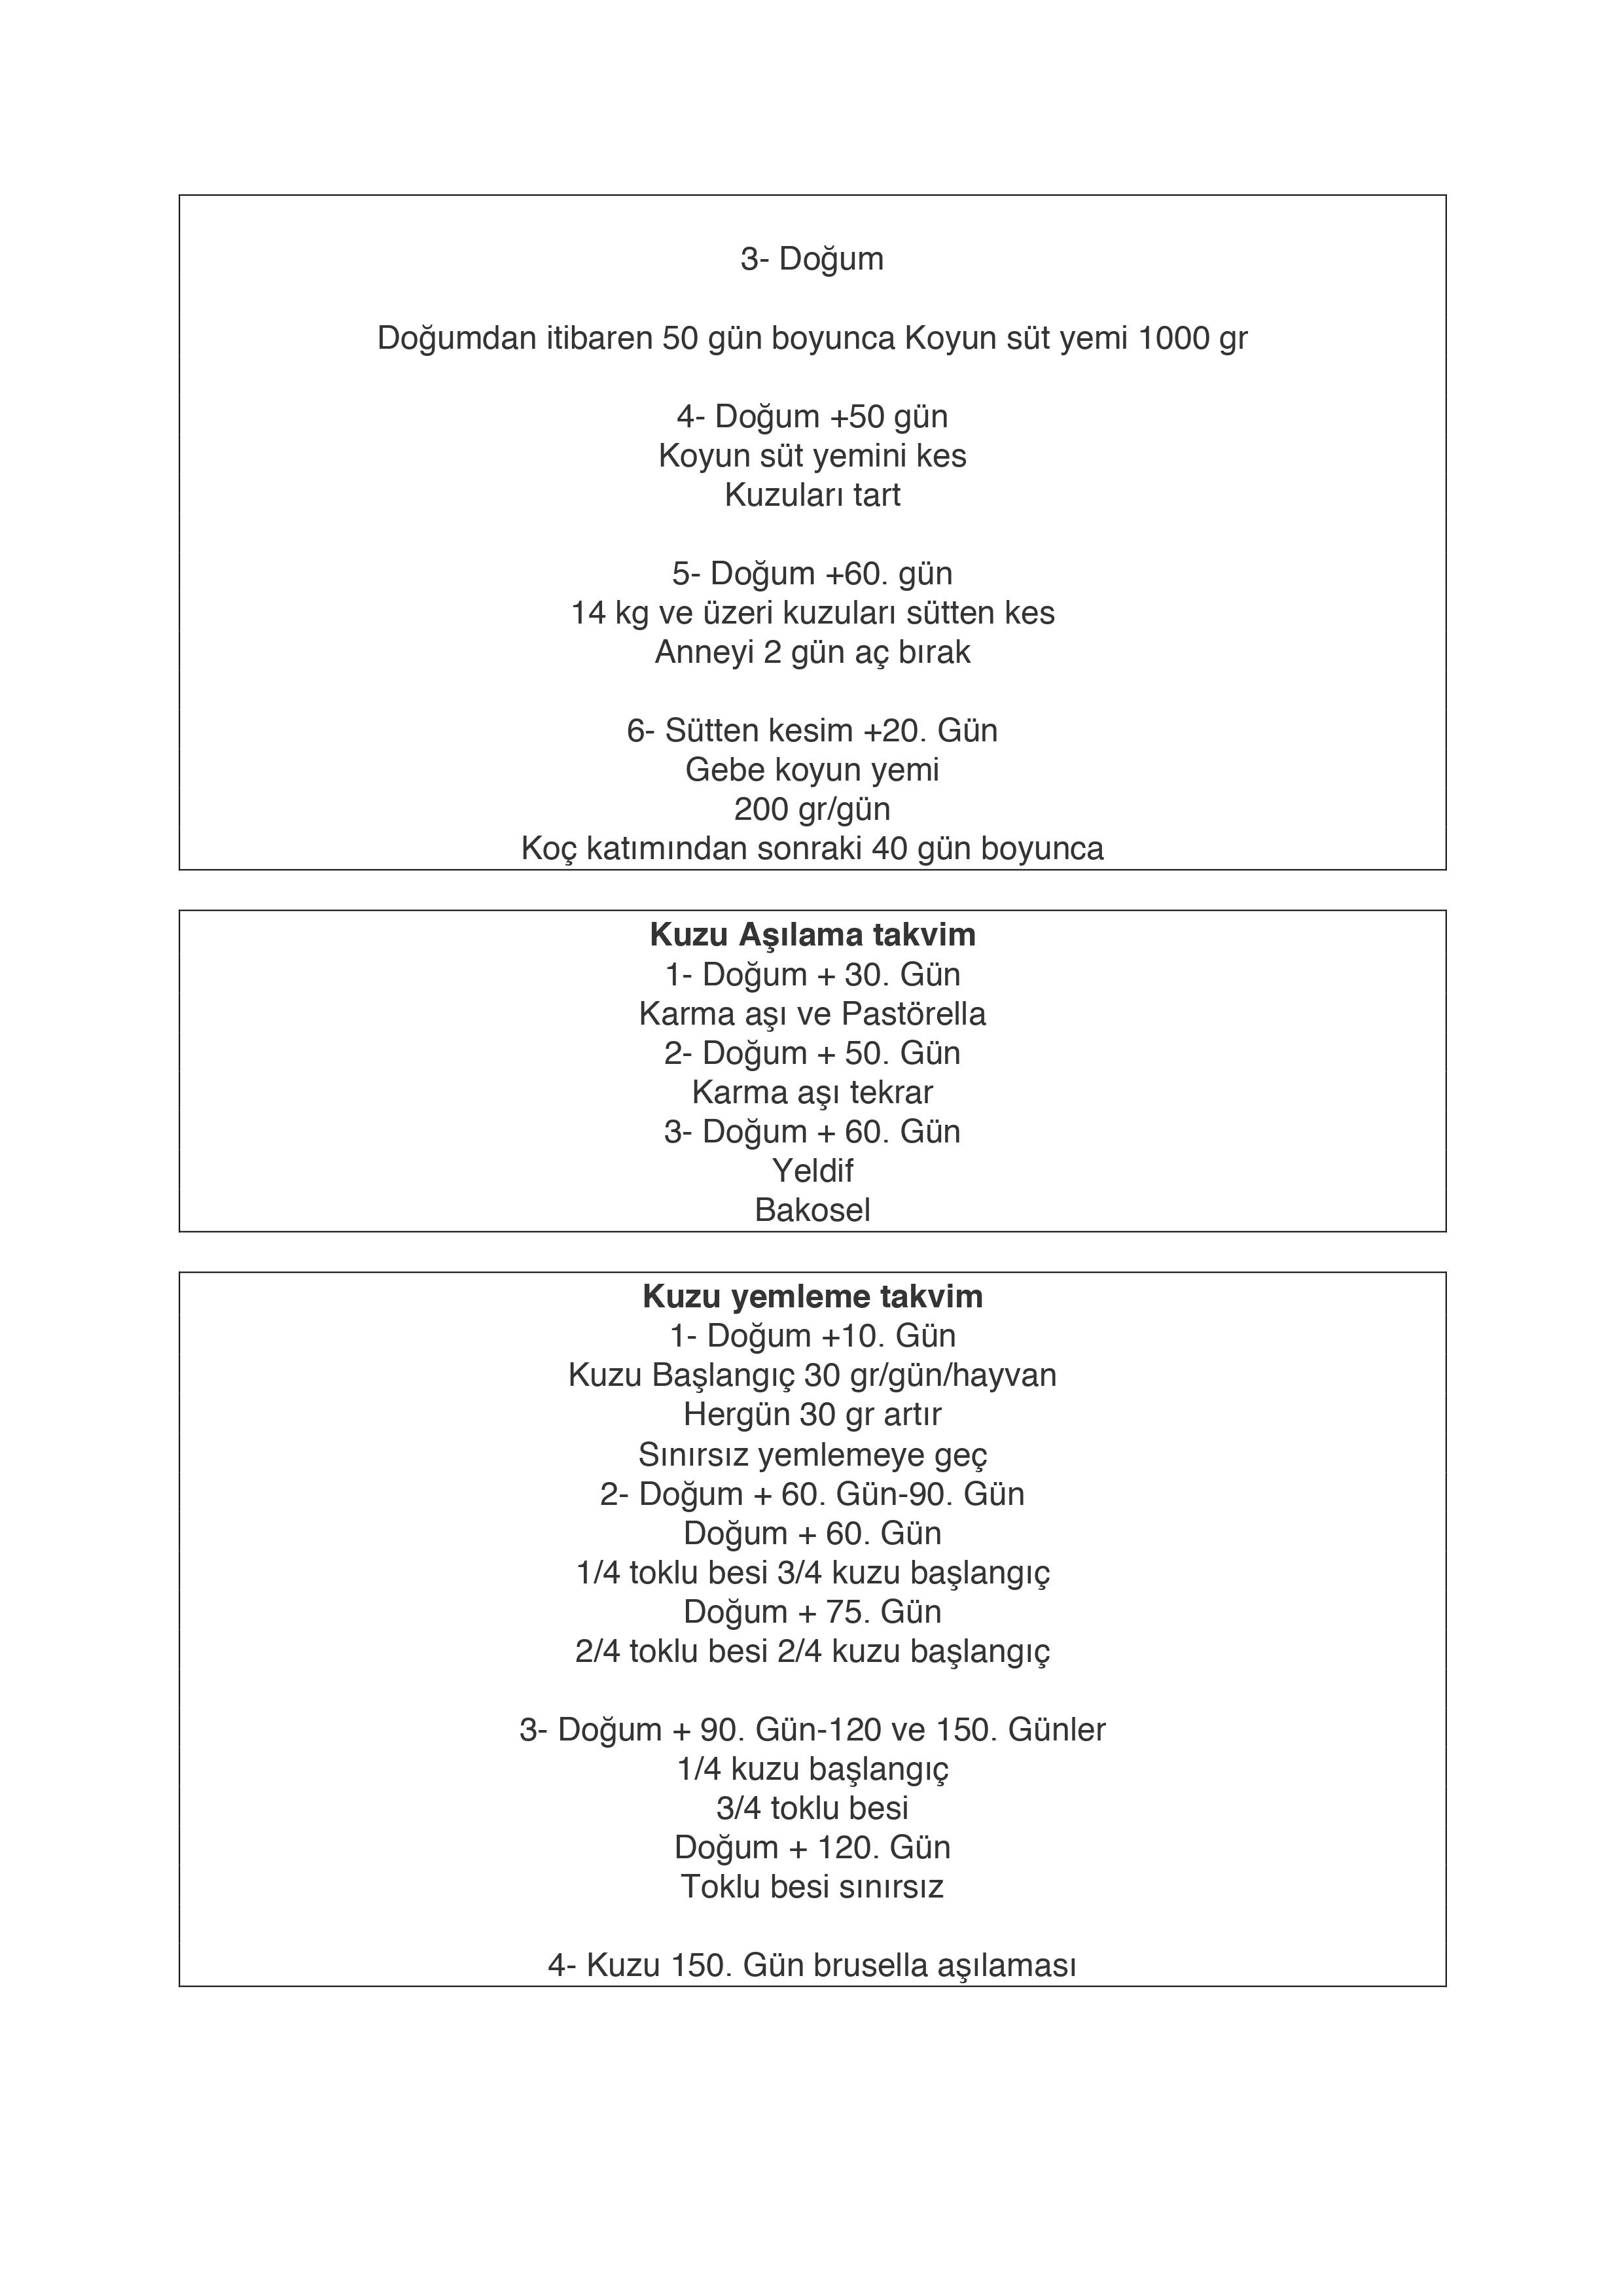 3- Doğum
Doğumdan itibaren 50 gün boyunca Koyun süt yemi 1000 gr
4- Doğum +50 gün
Koyun süt yemini kes
Kuzuları tart
5- Doğum +60. gün
14 kg ve üzeri kuzuları sütten kes
Anneyi 2 gün aç bırak
6- Sütten kesim +20. Gün
Gebe koyun yemi
200 gr/gün
Koç katımından sonraki 40 gün boyunca
Kuzu Aşılama takvim
1- Doğum + 30. Gün
Karma aşı ve Pastörella
2- Doğum + 50. Gün
Karma aşı tekrar
3- Doğum + 60. Gün
Yeldif
Bakosel
Kuzu yemleme takvim
1- Doğum +10. Gün
Kuzu Başlangıç 30 gr/gün/hayvan
Hergün 30 gr artır
Sınırsız yemlemeye geç
2- Doğum + 60. Gün-90. Gün
Doğum + 60. Gün
1/4 toklu besi 3/4 kuzu başlangıç
Doğum + 75. Gün
2/4 toklu besi 2/4 kuzu başlangıç
3- Doğum + 90. Gün-120 ve 150. Günler
1/4 kuzu başlangıç
3/4 toklu besi
Doğum + 120. Gün
Toklu besi sınırsız
4- Kuzu 150. Gün brusella aşılaması